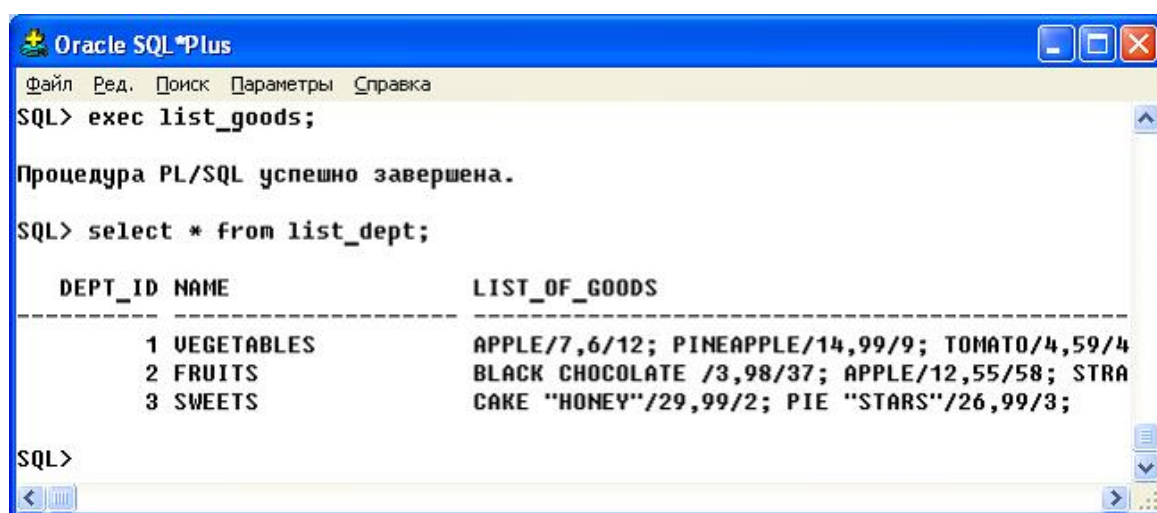 Oracle SQL*Plus
Файл Ред. Поиск Параметры Справка
SQL> exec list_goods;
Процедура PL/SQL успешно завершена.
SQL> select * from list_dept;
DEPT_ID NAME LIST_OF_GOODS
---------- -------------------- ----------------------------------------------
1 VEGETABLES APPLE/7,6/12; PINEAPPLE/14,99/9; TOMATO/4,59/4
2 FRUITS BLACK CHOCOLATE /3,98/37; APPLE/12,55/58; STRA
3 SWEETS CAKE "HONEY"/29,99/2; PIE "STARS"/26,99/3;
SQL>